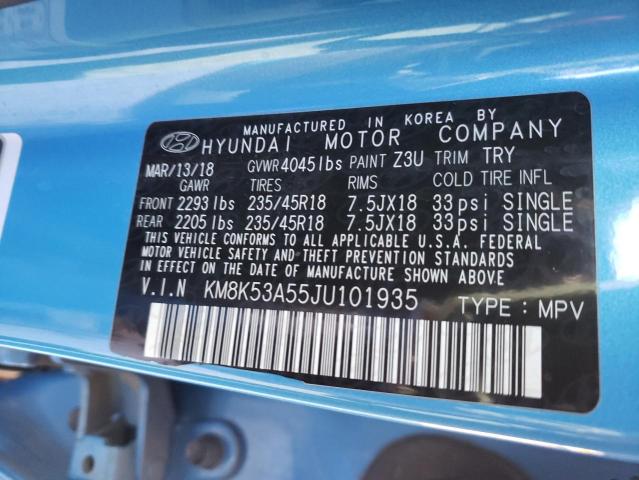 MANUFACTURED IN KOREA BY
HYUNDAI MOTOR COMPANY
MAR/13/18 GVWR 4045lbs PAINT Z3U TRIM TRY
GAWR TIRES RIMS COLD TIRE INFL
FRONT 2293 lbs 235/45R18 7.5JX18 33psi SINGLE
REAR 2205 lbs 235/45R18 7.5JX18 33psi SINGLE
THIS VEHICLE CONFORMS TO ALL APPLICABLE U.S.A. FEDERAL
MOTOR VEHICLE SAFETY AND THEFT PREVENTION STANDARDS
IN EFFECT ON THE DATE OF MANUFACTURE SHOWN ABOVE.
V.I.N KM8K53A55JU101935 TYPE : MPV